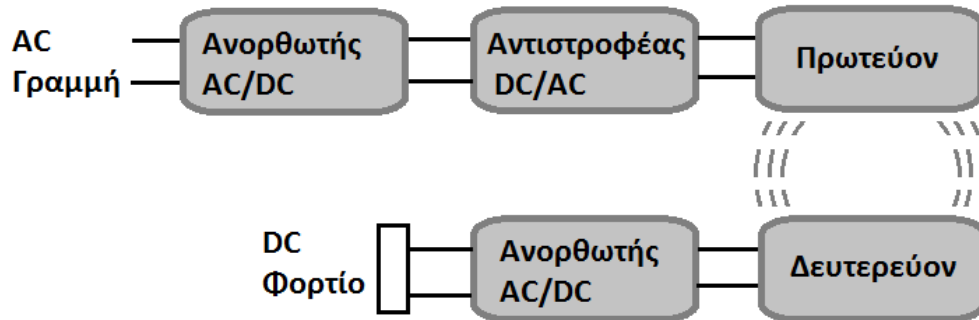 AC
Γραμμή
Ανορθωτής
AC/DC
Αντιστροφέας
DC/AC
Πρωτεύον
DC
Φορτίο
Ανορθωτής
AC/DC
Δευτερεύον